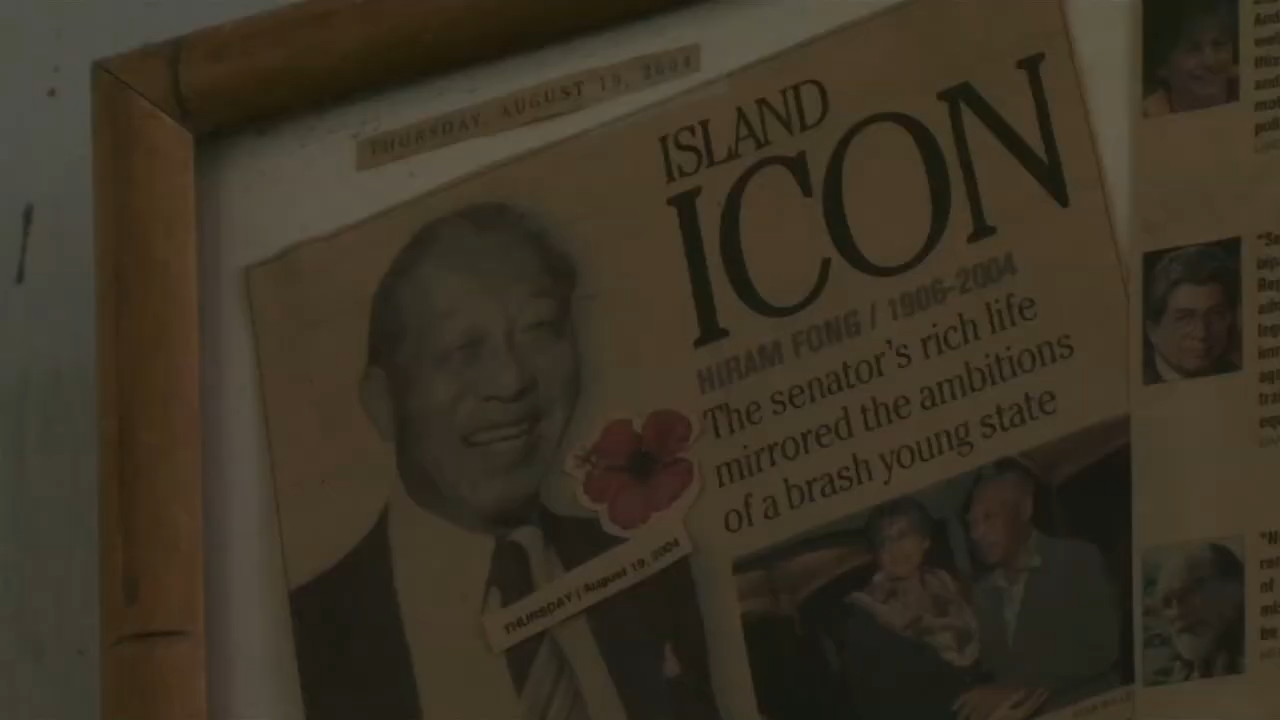 THURSDAY, AUGUST 19, 2004
ISLAND
ICON
HIRAM FONG / 1906-2004
The senator's rich life
mirrored the ambitions
of a brash young state
THURSDAY | August 19, 2004